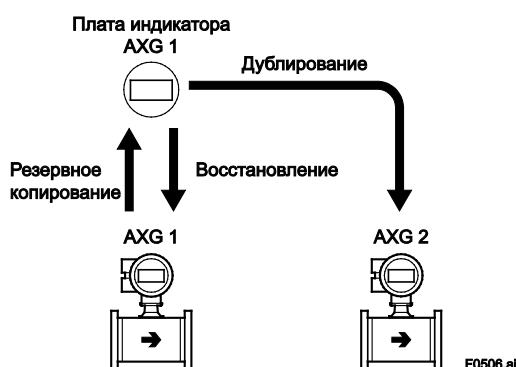 Плата индикатора
AXG 1
Дублирование
Резервное
копирование
Восстановление
AXG 1
AXG 2
F0506.ai